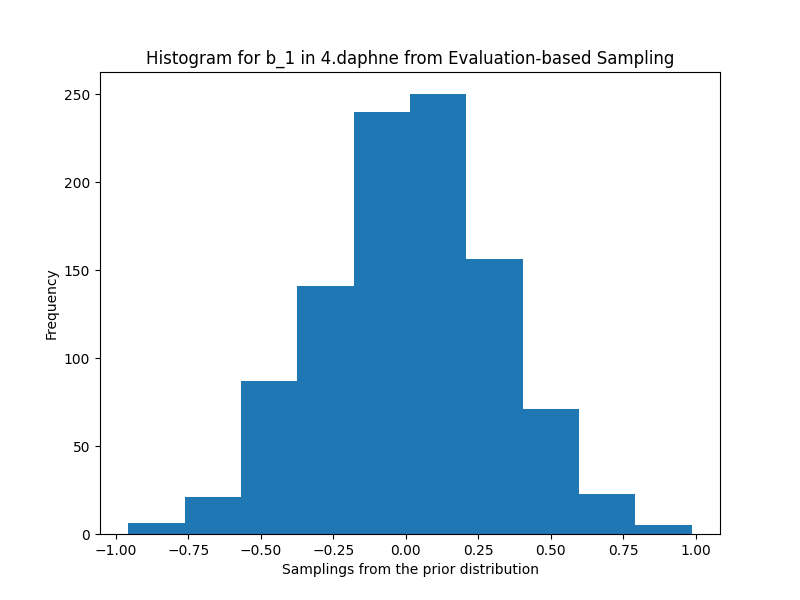 Histogram for b_1 in 4.daphne from Evaluation-based Sampling
250
200
150
100
50
0
Frequency
−1.00 −0.75 −0.50 −0.25 0.00 0.25 0.50 0.75 1.00
Samplings from the prior distribution